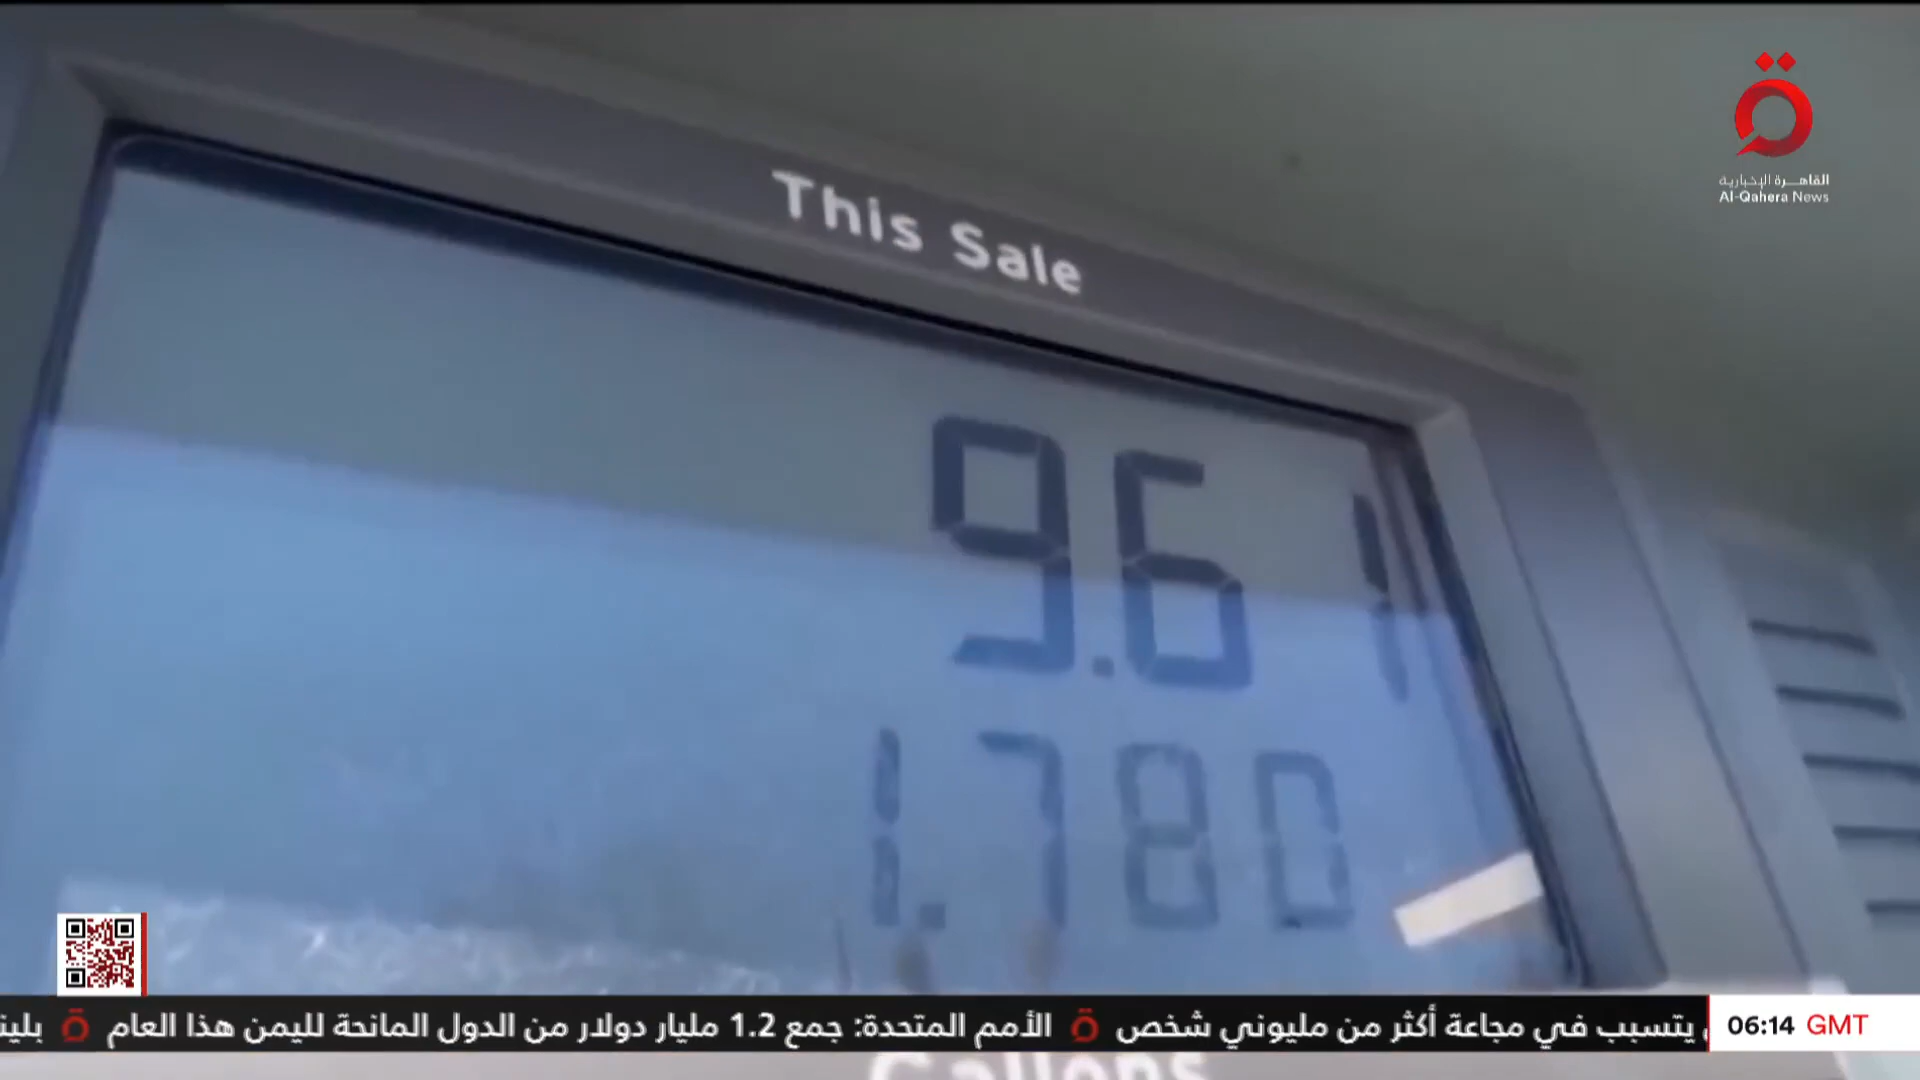 القاهرة الإخبارية
Al-Qahera News
This Sale
9.61
1.780
يتسبب في مجاعة أكثر من مليوني شخص
الأمم المتحدة: جمع 1.2 مليار دولار من الدول المانحة لليمن هذا العام
06:14 GMT
Gallons